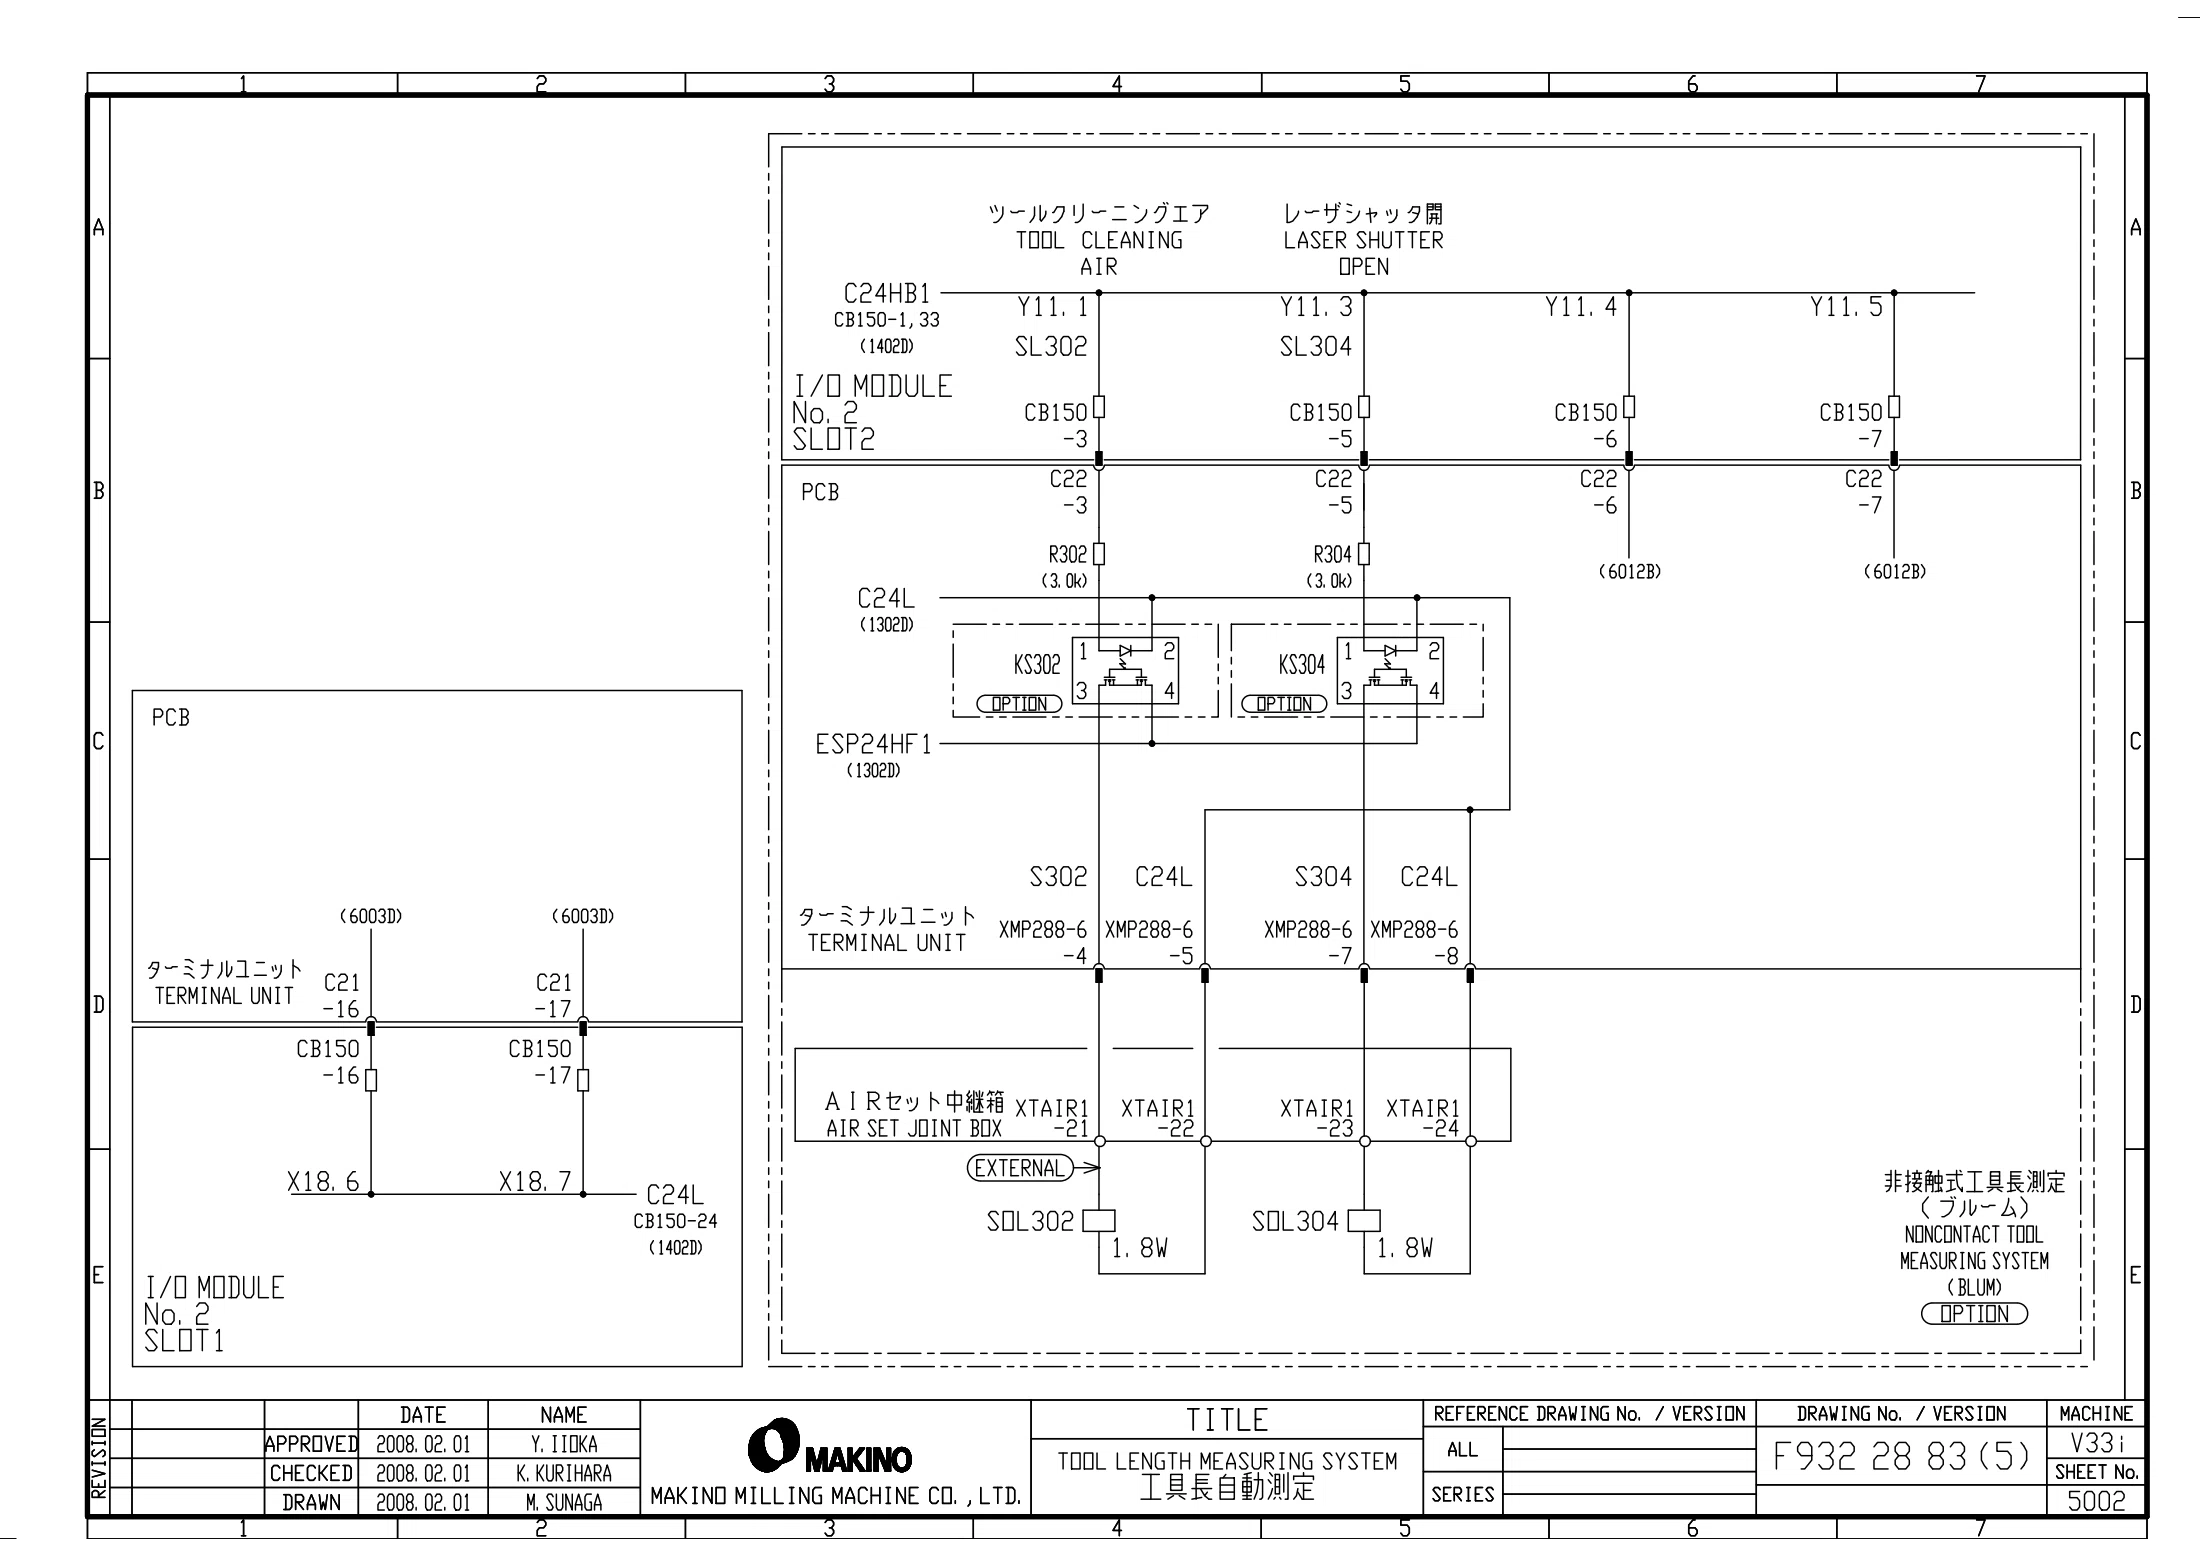 1 2 3 4 5 6 7
A
B
C
D
E
A
B
C
D
E
ツールクリーニングエア
TOOL CLEANING
AIR
レーザシャッタ開
LASER SHUTTER
OPEN
C24HB1
CB150-1,33
(1402D)
Y11.1
SL302
Y11.3
SL304
Y11.4
Y11.5
I/O MODULE
No.2
SLOT2
CB150
-3
CB150
-5
CB150
-6
CB150
-7
PCB
C22
-3
C22
-5
C22
-6
C22
-7
R302
(3.0k)
R304
(3.0k)
(6012B)
(6012B)
C24L
(1302D)
KS302
1 2
3 4
OPTION
KS304
1 2
3 4
OPTION
ESP24HF1
(1302D)
S302
C24L
S304
C24L
ターミナルユニット
TERMINAL UNIT
XMP288-6
-4
XMP288-6
-5
XMP288-6
-7
XMP288-6
-8
AIRセット中継箱
AIR SET JOINT BOX
XTAIR1
-21
XTAIR1
-22
XTAIR1
-23
XTAIR1
-24
EXTERNAL
SOL302
1.8W
SOL304
1.8W
非接触式工具長測定
(ブルーム)
NONCONTACT TOOL
MEASURING SYSTEM
(BLUM)
OPTION
PCB
(6003D)
(6003D)
ターミナルユニット
TERMINAL UNIT
C21
-16
C21
-17
CB150
-16
CB150
-17
X18.6
X18.7
C24L
CB150-24
(1402D)
I/O MODULE
No.2
SLOT1
REVISION
DATE NAME
APPROVED 2008.02.01 Y.IIOKA
CHECKED 2008.02.01 K.KURIHARA
DRAWN 2008.02.01 M.SUNAGA
MAKINO
MAKINO MILLING MACHINE CO.,LTD.
TITLE
TOOL LENGTH MEASURING SYSTEM
工具長自動測定
REFERENCE DRAWING No. / VERSION
ALL
SERIES
DRAWING No. / VERSION
F932 28 83(5)
MACHINE
V33i
SHEET No.
5002
1 2 3 4 5 6 7